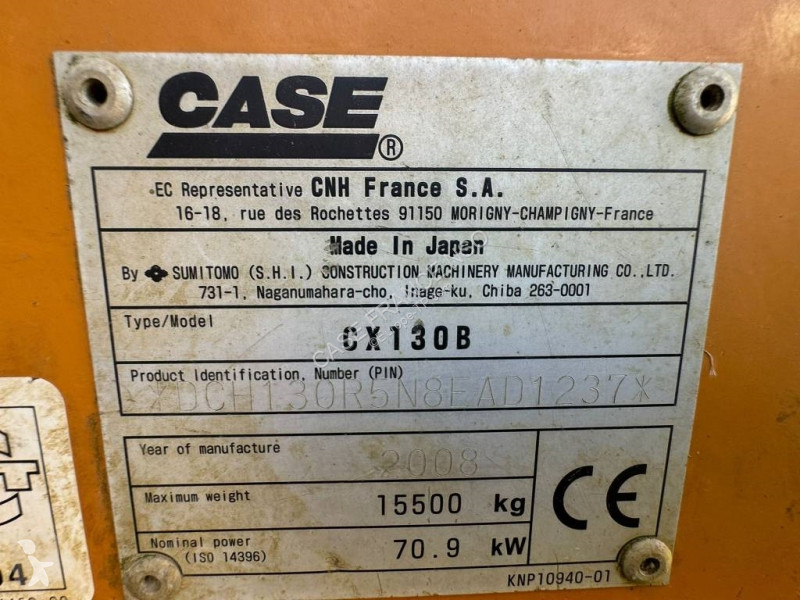 CASE
®
EC Representative CNH France S.A.
16-18, rue des Rochettes 91150 MORIGNY-CHAMPIGNY-France
Made In Japan
By SUMITOMO (S.H.I.) CONSTRUCTION MACHINERY MANUFACTURING CO.,LTD.
731-1, Naganumahara-cho, Inage-ku, Chiba 263-0001
Type/Model
CX130B
Product Identification, Number (PIN)
*DCH130R5N8EAD1237*
Year of manufacture 2008
Maximum weight 15500 kg
Nominal power 70.9 kW
(ISO 14396)
CE
KNP10940-01